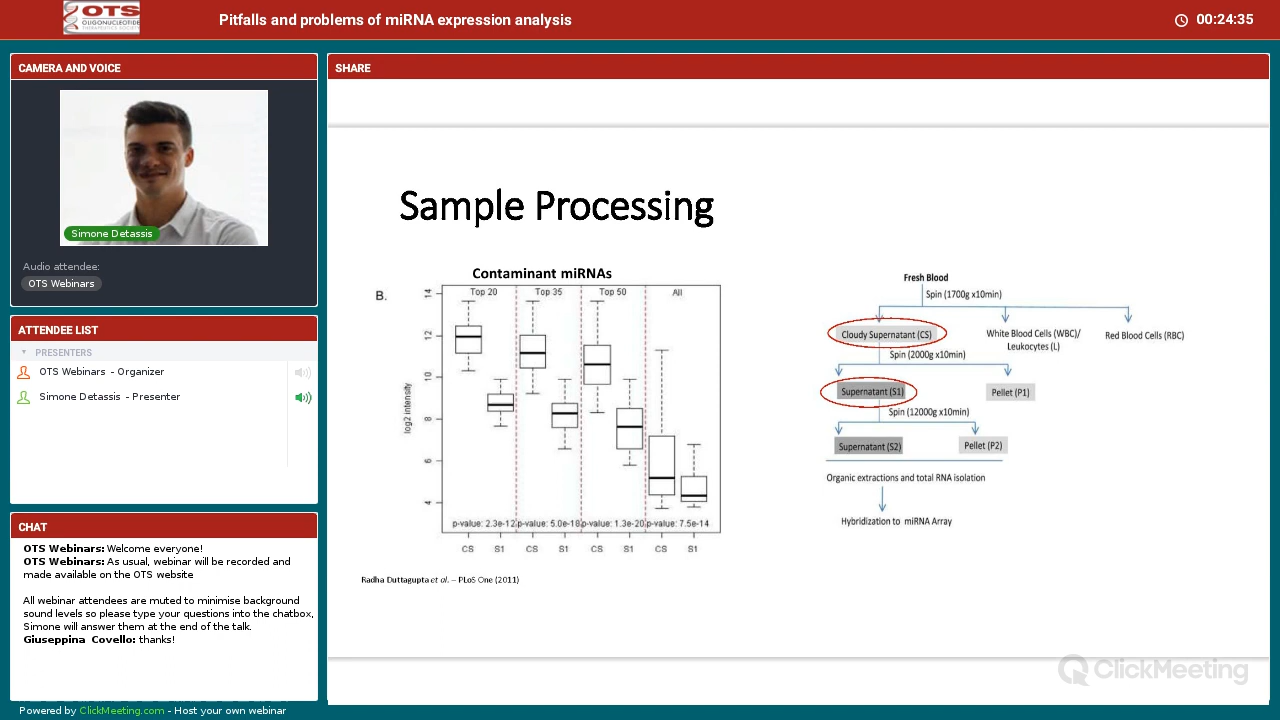 OTS
OLIGONUCLEOTIDE
THERAPEUTICS SOCIETY
Pitfalls and problems of miRNA expression analysis
00:24:35
CAMERA AND VOICE
Simone Detassis
Audio attendee:
OTS Webinars
ATTENDEE LIST
PRESENTERS
OTS Webinars - Organizer
Simone Detassis - Presenter
CHAT
OTS Webinars: Welcome everyone!
OTS Webinars: As usual, webinar will be recorded and
made available on the OTS website
All webinar attendees are muted to minimise background
sound levels so please type your questions into the chatbox,
Simone will answer them at the end of the talk.
Giuseppina Covello: thanks!
Powered by ClickMeeting.com - Host your own webinar
SHARE
Sample Processing
Contaminant miRNAs
B.
Top 20 Top 35 Top 50 All
14
12
10
8
6
4
log2 intensity
p-value: 2.3e-12 p-value: 5.0e-18 p-value: 1.3e-20 p-value: 7.5e-14
CS S1 CS S1 CS S1 CS S1
Radha Duttagupta et al. – PLoS One (2011)
Fresh Blood
Spin (1700g x10min)
Cloudy Supernatant (CS)
White Blood Cells (WBC)/
Leukocytes (L)
Red Blood Cells (RBC)
Spin (2000g x10min)
Supernatant (S1)
Pellet (P1)
Spin (12000g x10min)
Supernatant (S2)
Pellet (P2)
Organic extractions and total RNA isolation
Hybridization to miRNA Array
ClickMeeting